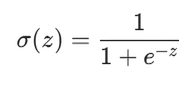 σ(z) = 1 / (1 + e^{-z})